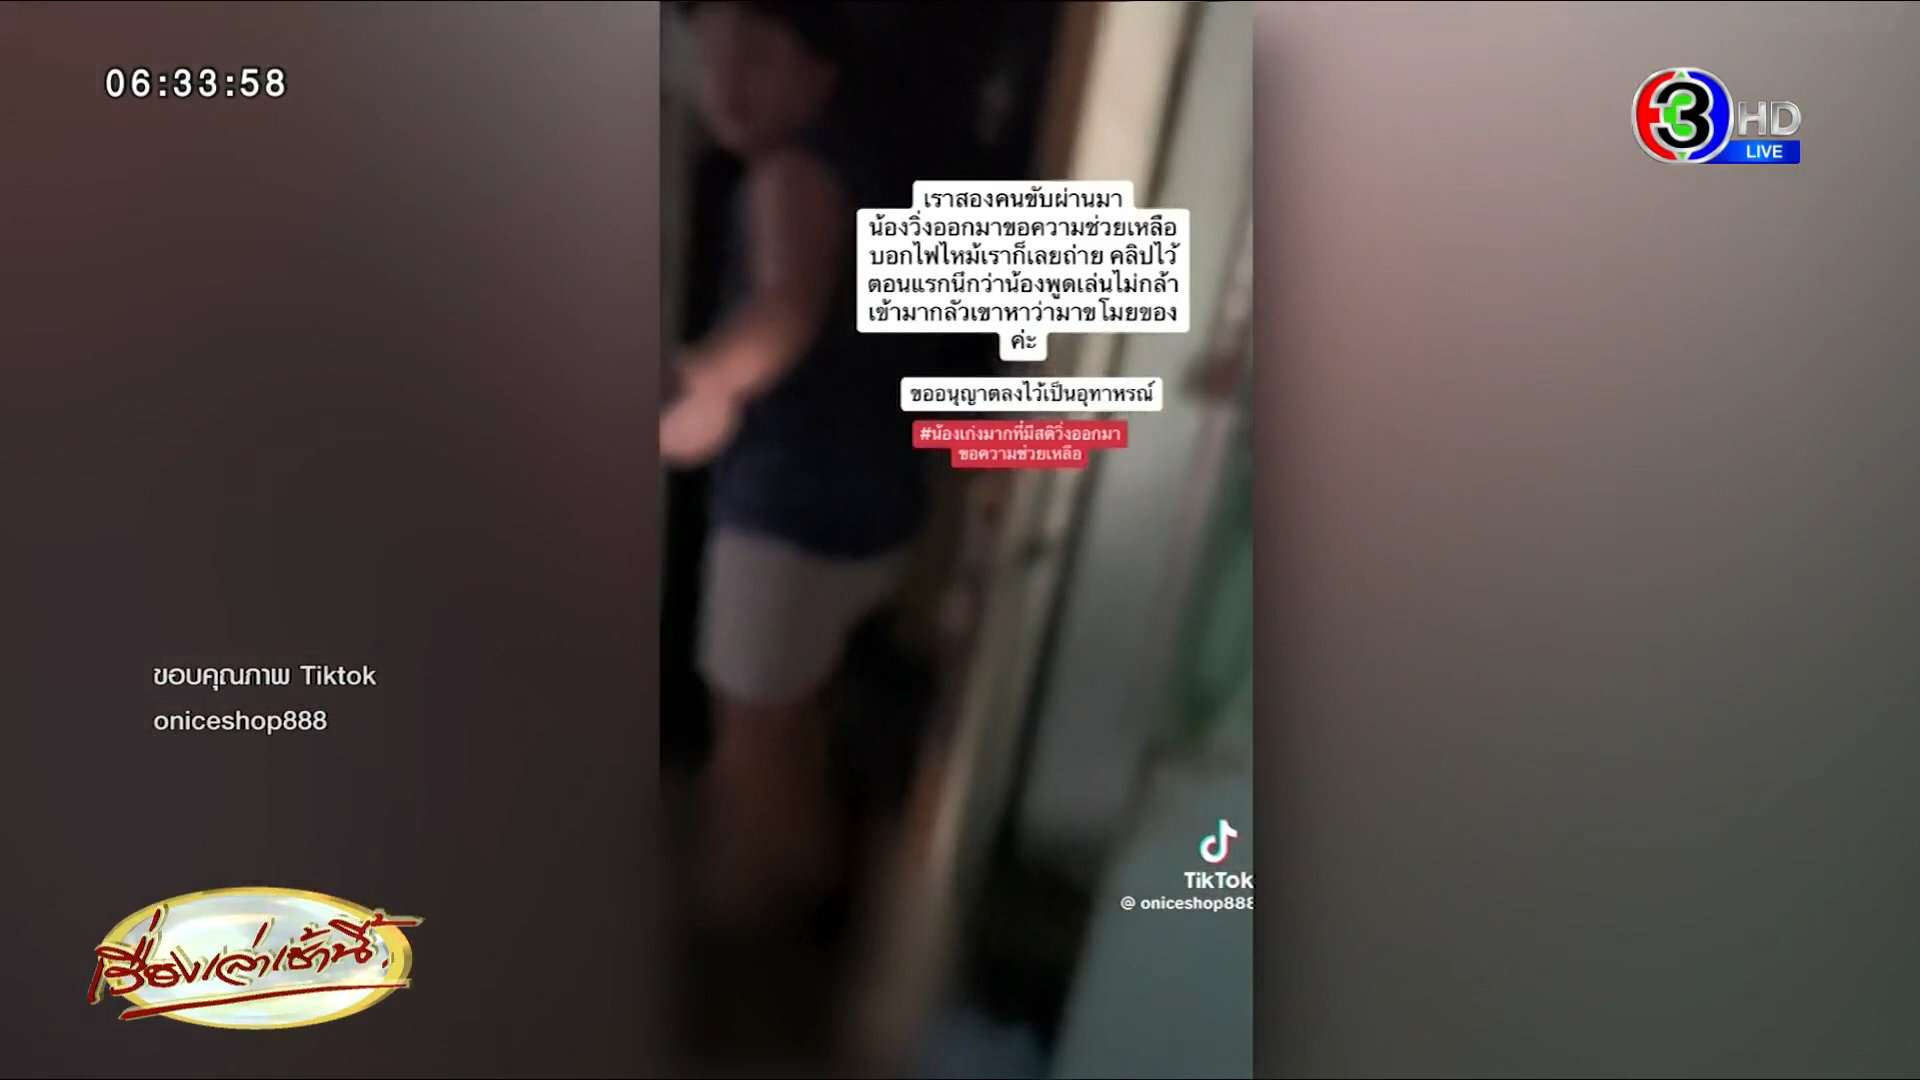 06:33:58
3 HD
LIVE
เราสองคนขับผ่านมา
น้องวิ่งออกมาขอความช่วยเหลือ
บอกไฟไหม้เราก็เลยถ่าย คลิปไว้
ตอนแรกนึกว่าน้องพูดเล่นไม่กล้า
เข้ามากลัวเขาหาว่ามาขโมยของ
ค่ะ
ขออนุญาตลงไว้เป็นอุทาหรณ์
#น้องเก่งมากที่มีสติวิ่งออกมา
ขอความช่วยเหลือ
ขอบคุณภาพ Tiktok
oniceshop888
TikTok
@ oniceshop888
เรื่องเล่าเช้านี้